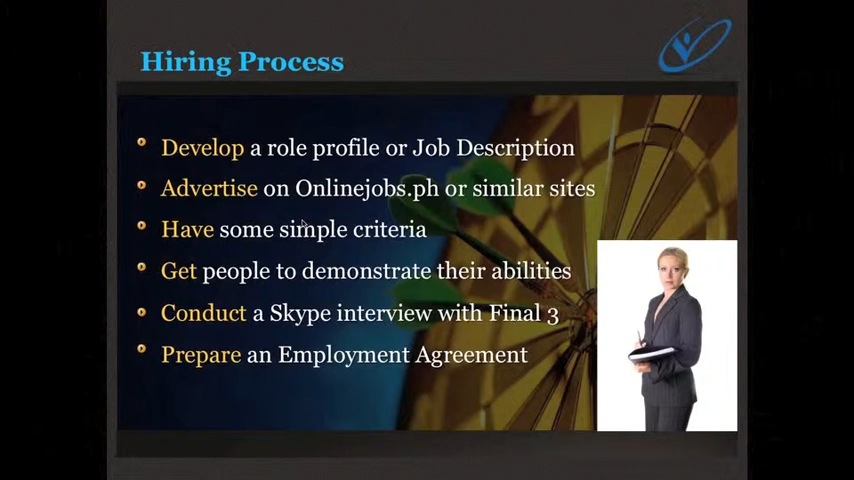 Hiring Process
Develop a role profile or Job Description
Advertise on Onlinejobs.ph or similar sites
Have some simple criteria
Get people to demonstrate their abilities
Conduct a Skype interview with Final 3
Prepare an Employment Agreement